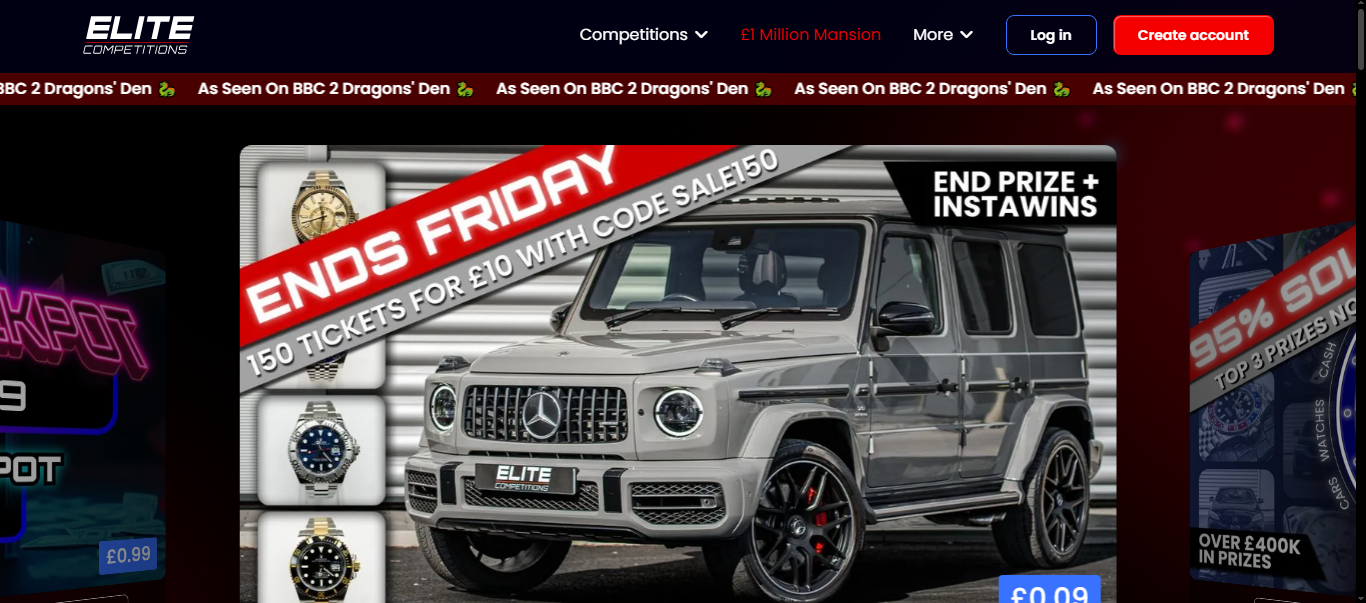 ELITE
COMPETITIONS
Competitions
£1 Million Mansion
More
Log in
Create account
BBC 2 Dragons' Den
As Seen On BBC 2 Dragons' Den
As Seen On BBC 2 Dragons' Den
As Seen On BBC 2 Dragons' Den
As Seen On BBC 2 Dragons' Den
ENDS FRIDAY
150 TICKETS FOR £10 WITH CODE SALE150
END PRIZE +
INSTAWINS
ELITE
COMPETITIONS
£0.09
KPOT
9
POT
£0.99
95% SOL
TOP 3 PRIZES NO
CASH
WATCHES
CARS
OVER £400K
IN PRIZES